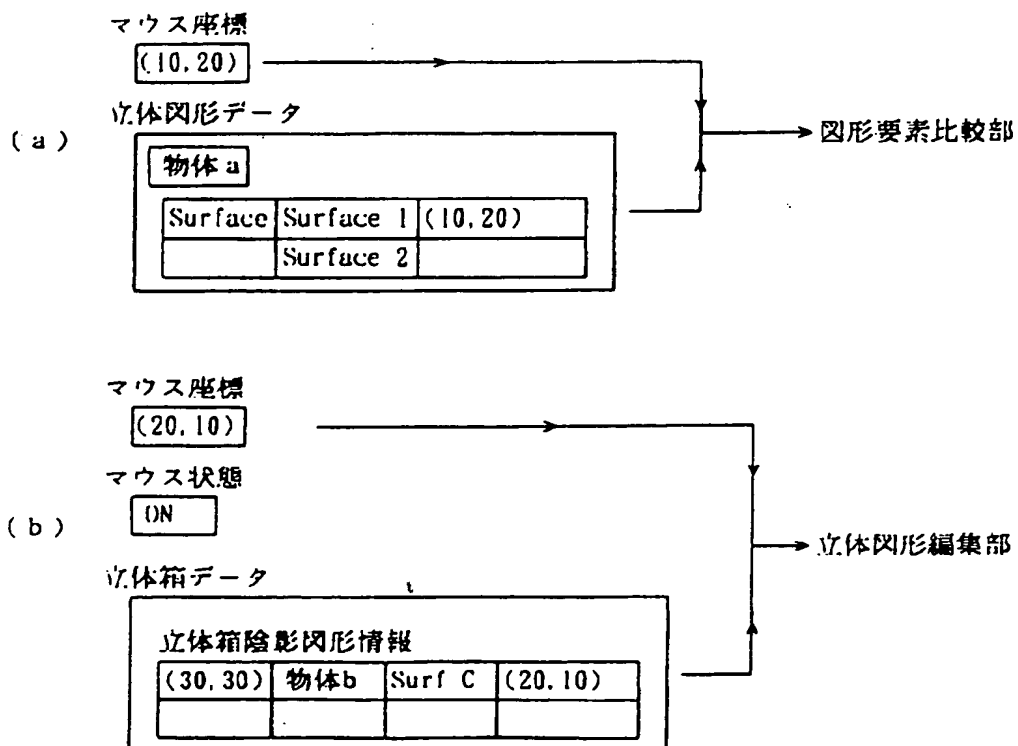 マウス座標
(10,20)
立体図形データ
(a)
図形要素比較部
物体a
Surface Surface 1 (10,20)
Surface 2
マウス座標
(20,10)
マウス状態
ON
(b)
立体図形編集部
立体箱データ
立体箱陰影図形情報
(30,30) 物体b Surf C (20,10)